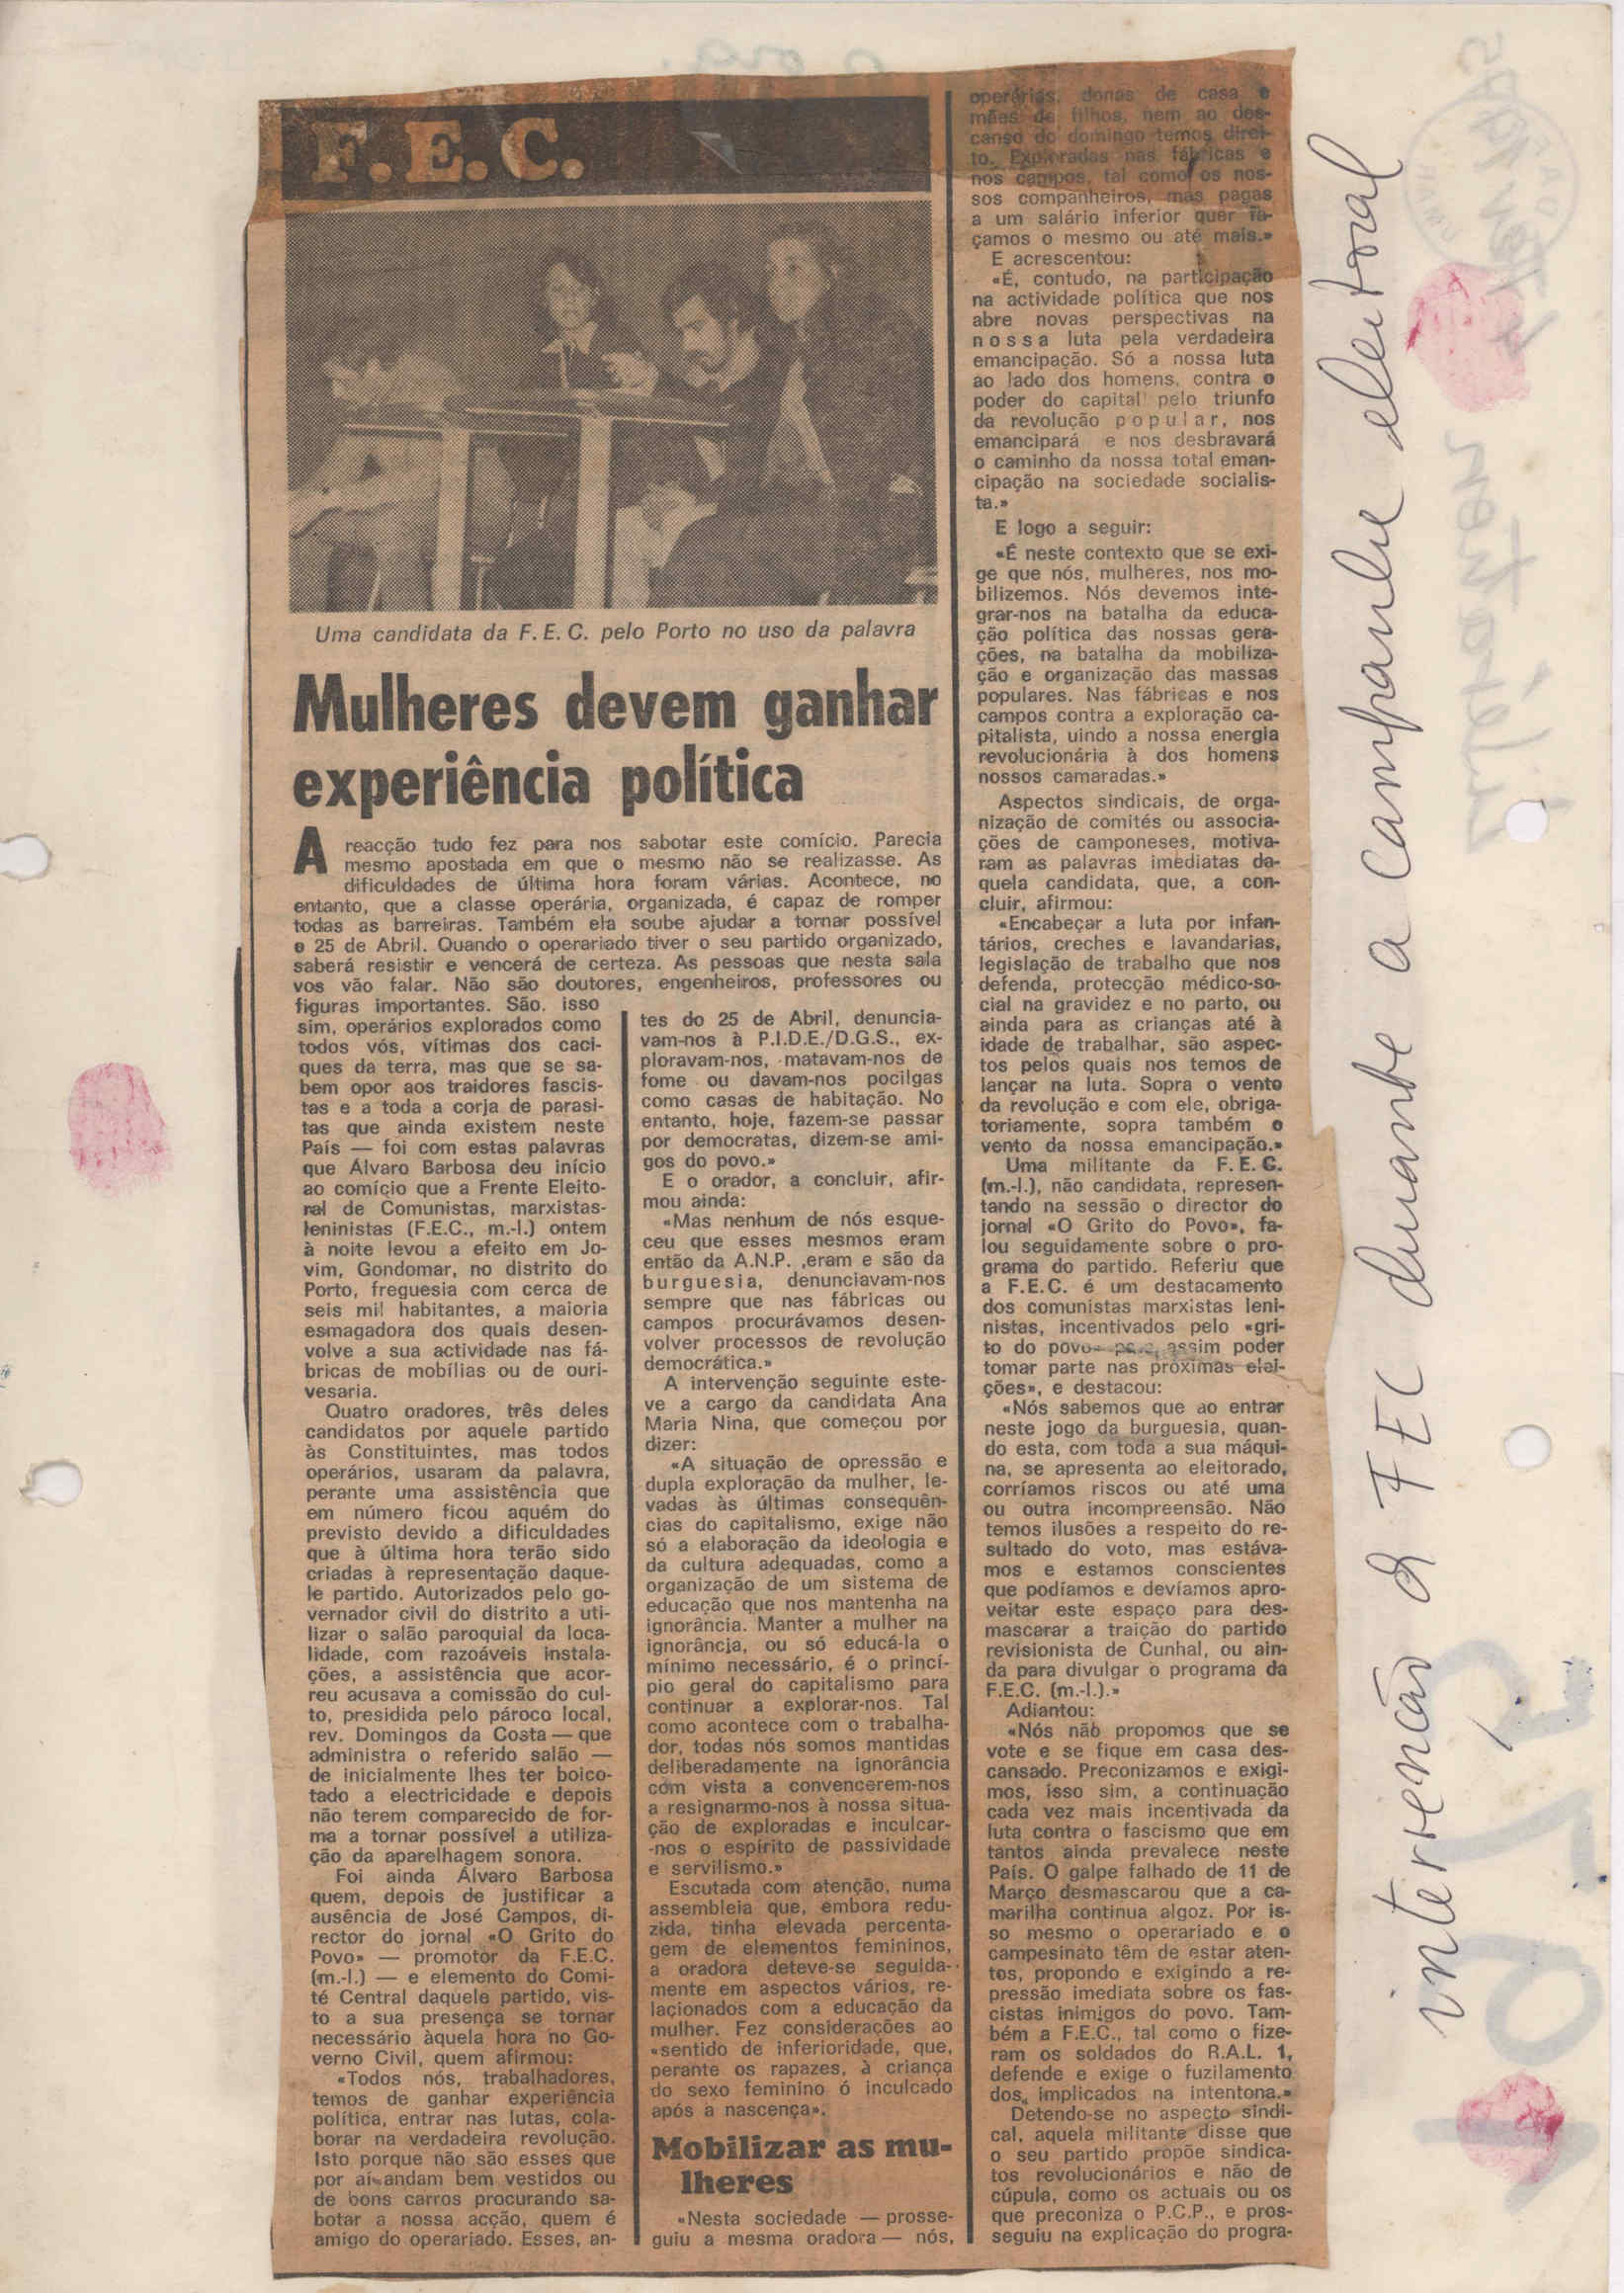 F.E.C.
Uma candidata da F. E. C. pelo Porto no uso da palavra
Mulheres devem ganhar
experiência política
A reacção tudo fez para nos sabotar este comício. Parecia
mesmo apostada em que o mesmo não se realizasse. As
dificuldades de última hora foram várias. Acontece, no
entanto, que a classe operária, organizada, é capaz de romper
todas as barreiras. Também ela soube ajudar a tornar possível
o 25 de Abril. Quando o operariado tiver o seu partido organizado,
saberá resistir e vencerá de certeza. As pessoas que nesta sala
vos vão falar. Não são doutores, engenheiros, professores ou
figuras importantes. São, isso
sim, operários explorados como
todos vós, vítimas dos caci-
ques da terra, mas que se sa-
bem opor aos traidores fascis-
tas e a toda a corja de parasi-
tas que ainda existem neste
País — foi com estas palavras
que Álvaro Barbosa deu início
ao comício que a Frente Eleito-
ral de Comunistas, marxistas-
leninistas (F.E.C., m.-l.) ontem
à noite levou a efeito em Jo-
vim, Gondomar, no distrito do
Porto, freguesia com cerca de
seis mil habitantes, a maioria
esmagadora dos quais desen-
volve a sua actividade nas fá-
bricas de mobílias ou de ouri-
vesaria.
Quatro oradores, três deles
candidatos por aquele partido
às Constituintes, mas todos
operários, usaram da palavra,
perante uma assistência que
em número ficou aquém do
previsto devido a dificuldades
que à última hora terão sido
criadas à representação daque-
le partido. Autorizados pelo go-
vernador civil do distrito a uti-
lizar o salão paroquial da loca-
lidade, com razoáveis instala-
ções, a assistência que acor-
reu acusava a comissão do cul-
to, presidida pelo pároco local,
rev. Domingos da Costa — que
administra o referido salão —
de inicialmente lhes ter boico-
tado a electricidade e depois
não terem comparecido de for-
ma a tornar possível a utiliza-
ção da aparelhagem sonora.
Foi ainda Álvaro Barbosa
quem, depois de justificar a
ausência de José Campos, di-
rector do jornal «O Grito do
Povo» — promotor da F.E.C.
(m.-l.) — e elemento do Comi-
té Central daquele partido, vis-
to a sua presença se tornar
necessário àquela hora no Go-
verno Civil, quem afirmou:
«Todos nós, trabalhadores,
temos de ganhar experiência
política, entrar nas lutas, cola-
borar na verdadeira revolução.
Isto porque não são esses que
por aí andam bem vestidos ou
de bons carros procurando sa-
botar a nossa acção, quem é
amigo do operariado. Esses, an-
tes do 25 de Abril, denuncia-
vam-nos à P.I.D.E./D.G.S., ex-
ploravam-nos, matavam-nos de
fome ou davam-nos pocilgas
como casas de habitação. No
entanto, hoje, fazem-se passar
por democratas, dizem-se ami-
gos do povo.»
E o orador, a concluir, afir-
mou ainda:
«Mas nenhum de nós esque-
ceu que esses mesmos eram
então da A.N.P. ,eram e são da
burguesia, denunciavam-nos
sempre que nas fábricas ou
campos procurávamos desen-
volver processos de revolução
democrática.»
A intervenção seguinte este-
ve a cargo da candidata Ana
Maria Nina, que começou por
dizer:
«A situação de opressão e
dupla exploração da mulher, le-
vadas às últimas consequên-
cias do capitalismo, exige não
só a elaboração da ideologia e
da cultura adequadas, como a
organização de um sistema de
educação que nos mantenha na
ignorância. Manter a mulher na
ignorância, ou só educá-la o
mínimo necessário, é o princí-
pio geral do capitalismo para
continuar a explorar-nos. Tal
como acontece com o trabalha-
dor, todas nós somos mantidas
deliberadamente na ignorância
com vista a convencerem-nos
a resignarmo-nos à nossa situa-
ção de exploradas e inculcar-
-nos o espírito de passividade
e servilismo.»
Escutada com atenção, numa
assembleia que, embora redu-
zida, tinha elevada percenta-
gem de elementos femininos,
a oradora deteve-se seguida-
mente em aspectos vários, re-
lacionados com a educação da
mulher. Fez considerações ao
«sentido de inferioridade, que,
perante os rapazes, à criança
do sexo feminino ó inculcado
após a nascença».
Mobilizar as mu-
lheres
«Nesta sociedade — prosse-
guiu a mesma oradora — nós,
operárias, donas de casa e
mães de filhos, nem ao des-
canso do domingo temos direi-
to. Exploradas nas fábricas e
nos campos, tal como os nos-
sos companheiros, mas pagas
a um salário inferior quer fa-
çamos o mesmo ou até mais.»
E acrescentou:
«É, contudo, na participação
na actividade política que nos
abre novas perspectivas na
nossa luta pela verdadeira
emancipação. Só a nossa luta
ao lado dos homens, contra o
poder do capital pelo triunfo
da revolução popular, nos
emancipará e nos desbravará
o caminho da nossa total eman-
cipação na sociedade socialis-
ta.»
E logo a seguir:
«É neste contexto que se exi-
ge que nós, mulheres, nos mo-
bilizemos. Nós devemos inte-
grar-nos na batalha da educa-
ção política das nossas gera-
ções, na batalha da mobiliza-
ção e organização das massas
populares. Nas fábricas e nos
campos contra a exploração ca-
pitalista, uindo a nossa energia
revolucionária à dos homens
nossos camaradas.»
Aspectos sindicais, de orga-
nização de comités ou associa-
ções de camponeses, motiva-
ram as palavras imediatas da-
quela candidata, que, a con-
cluir, afirmou:
«Encabeçar a luta por infan-
tários, creches e lavandarias,
legislação de trabalho que nos
defenda, protecção médico-so-
cial na gravidez e no parto, ou
ainda para as crianças até à
idade de trabalhar, são aspec-
tos pelos quais nos temos de
lançar na luta. Sopra o vento
da revolução e com ele, obriga-
toriamente, sopra também o
vento da nossa emancipação.»
Uma militante da F. E. C.
(m.-l.), não candidata, represen-
tando na sessão o director do
jornal «O Grito do Povo», fa-
lou seguidamente sobre o pro-
grama do partido. Referiu que
a F.E.C. é um destacamento
dos comunistas marxistas leni-
nistas, incentivados pelo «gri-
to do povo» para assim poder
tomar parte nas próximas elei-
ções», e destacou:
«Nós sabemos que ao entrar
neste jogo da burguesia, quan-
do esta, com toda a sua máqui-
na, se apresenta ao eleitorado,
corríamos riscos ou até uma
ou outra incompreensão. Não
temos ilusões a respeito do re-
sultado do voto, mas estáva-
mos e estamos conscientes
que podíamos e devíamos apro-
veitar este espaço para des-
mascarar a traição do partido
revisionista de Cunhal, ou ain-
da para divulgar o programa da
F.E.C. (m.-l.).»
Adiantou:
«Nós não propomos que se
vote e se fique em casa des-
cansado. Preconizamos e exigi-
mos, isso sim, a continuação
cada vez mais incentivada da
luta contra o fascismo que em
tantos ainda prevalece neste
País. O galpe falhado de 11 de
Março desmascarou que a ca-
marilha continua algoz. Por is-
so mesmo o operariado e o
campesinato têm de estar aten-
tos, propondo e exigindo a re-
pressão imediata sobre os fas-
cistas inimigos do povo. Tam-
bém a F.E.C., tal como o fize-
ram os soldados do R.A.L. 1,
defende e exige o fuzilamento
dos implicados na intentona.»
Detendo-se no aspecto sindi-
cal, aquela militante disse que
o seu partido propõe sindica-
tos revolucionários e não de
cúpula, como os actuais ou os
que preconiza o P.C.P., e pros-
seguiu na explicação do progra-
intervenção d FEC durante a campanha eleitoral